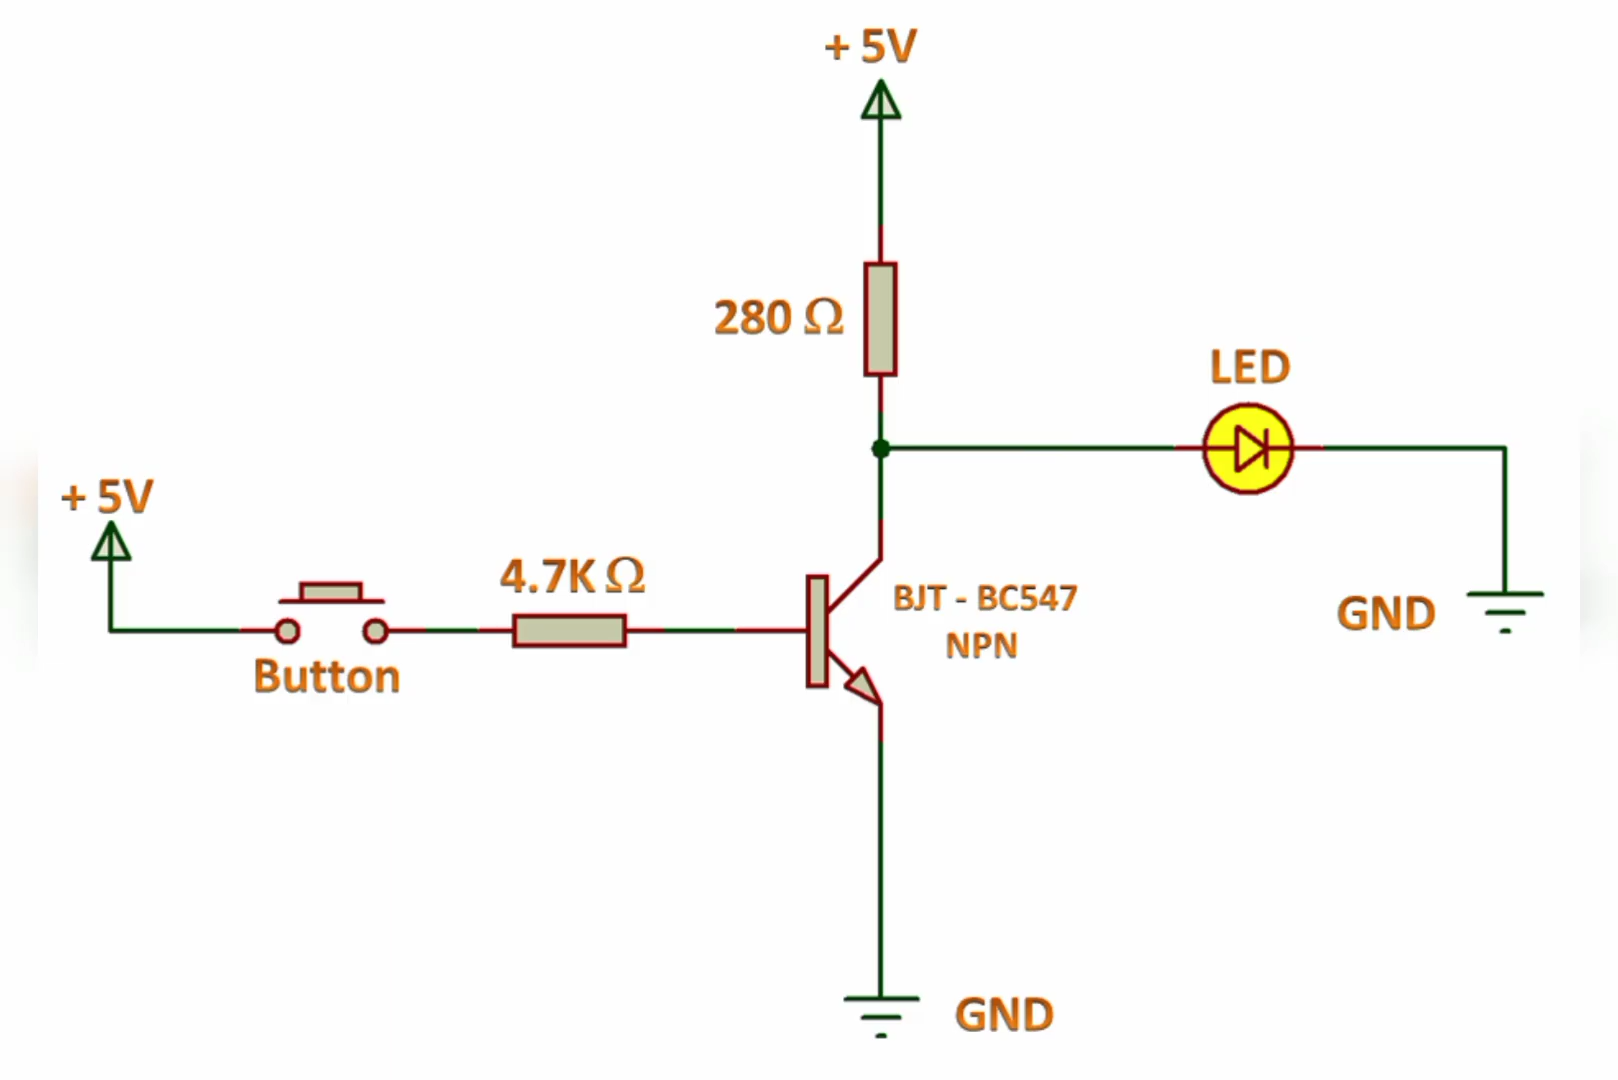 + 5V
280 Ω
LED
+ 5V
4.7K Ω
BJT - BC547
NPN
GND
Button
GND